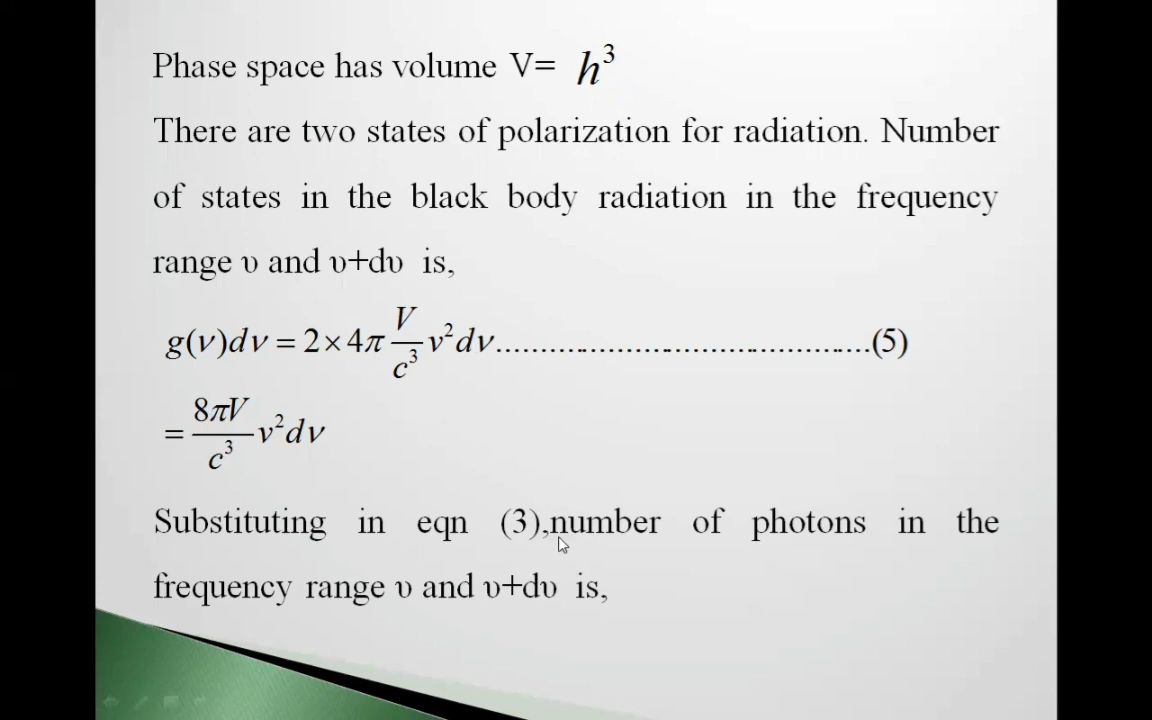 Phase space has volume V= h³
There are two states of polarization for radiation. Number
of states in the black body radiation in the frequency
range υ and υ+dυ is,
g(ν)dν = 2×4π V/c³ ν²dν..........................................(5)
= 8πV/c³ ν²dν
Substituting in eqn (3),number of photons in the
frequency range υ and υ+dυ is,